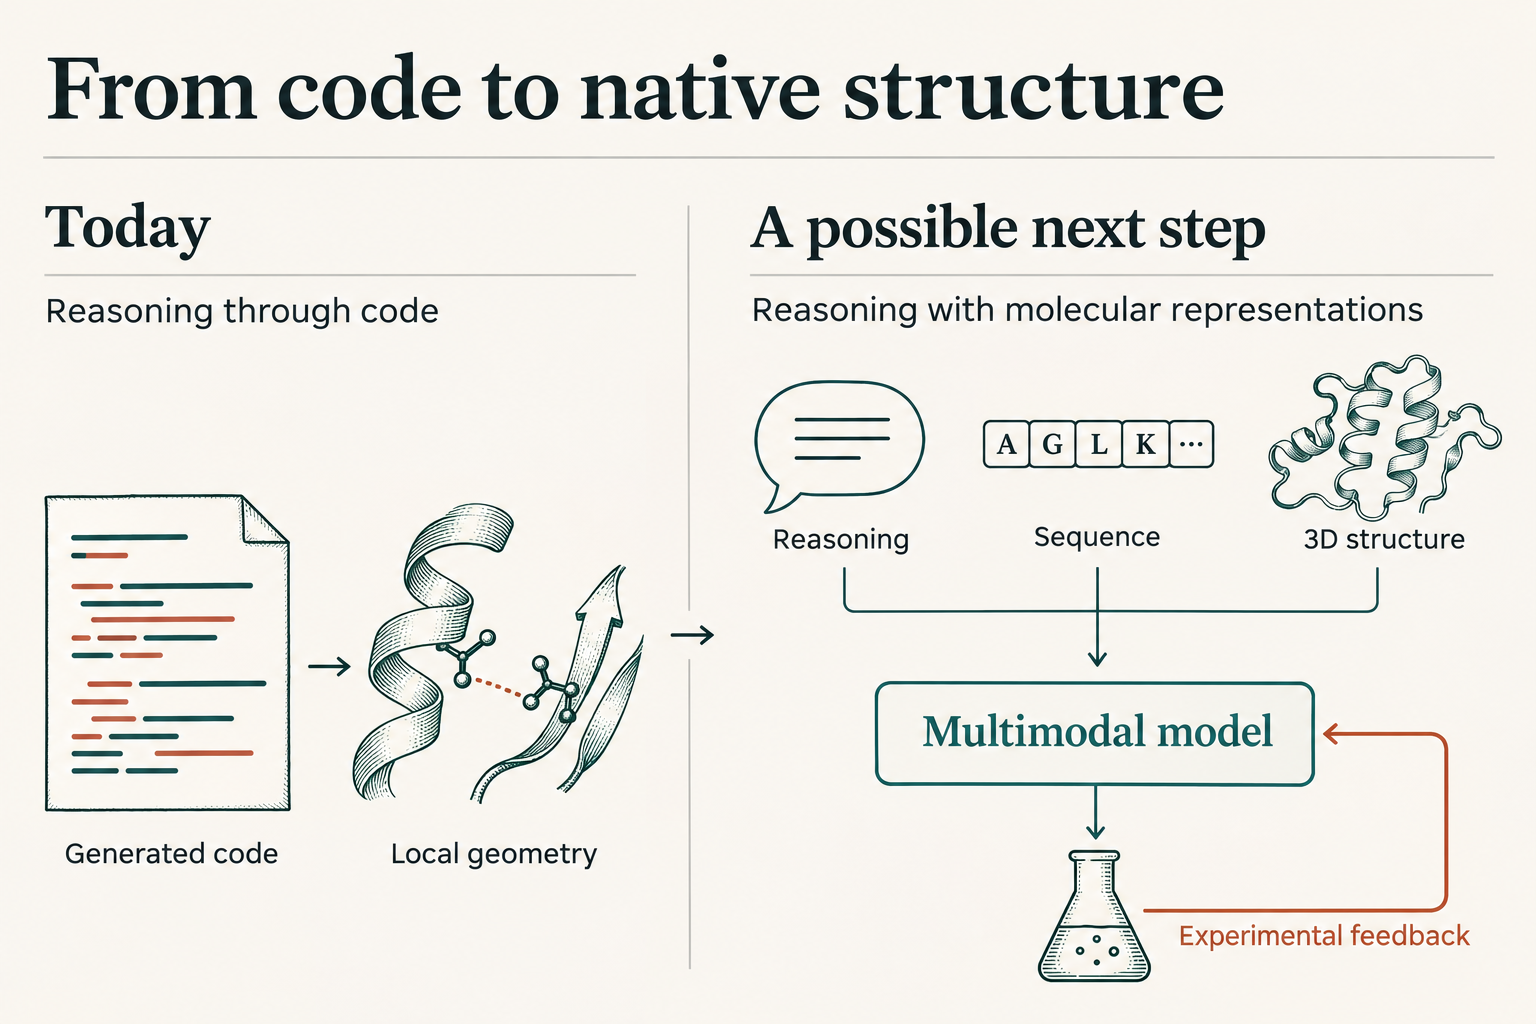 From code to native structure
Today
Reasoning through code
Generated code
Local geometry
A possible next step
Reasoning with molecular representations
A G L K ...
Reasoning
Sequence
3D structure
Multimodal model
Experimental feedback